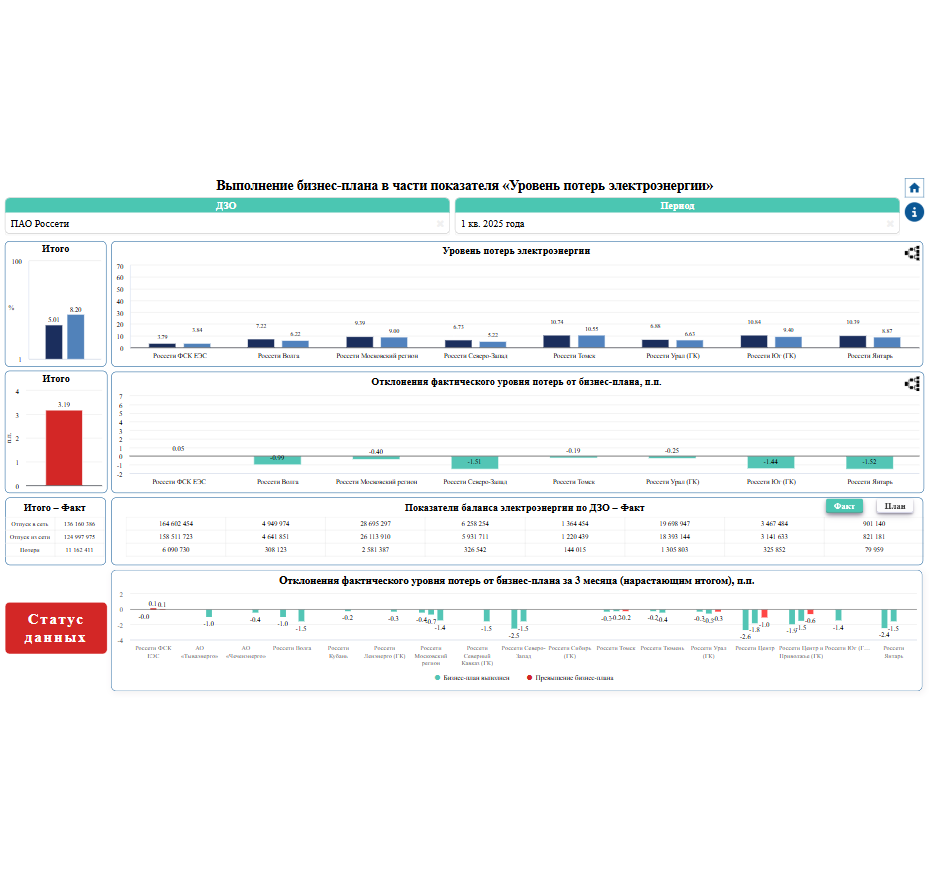 Выполнение бизнес-плана в части показателя «Уровень потерь электроэнергии»
ДЗО
Период
ПАО Россети
1 кв. 2025 года
Итого
100
%
1
5.01
8.20
Уровень потерь электроэнергии
70
60
50
40
30
20
10
0
3.79 3.84 7.22 6.22 9.39 9.00 6.73 5.22 10.74 10.55 6.88 6.63 10.84 9.40 10.39 8.87
Россети ФСК ЕЭС Россети Волга Россети Московский регион Россети Северо-Запад Россети Томск Россети Урал (ГК) Россети Юг (ГК) Россети Янтарь
Итого
4
3
2
1
0
п.п.
3.19
Отклонения фактического уровня потерь от бизнес-плана, п.п.
7
6
5
4
3
2
1
0
-1
-2
0.05 -0.99 -0.40 -1.51 -0.19 -0.25 -1.44 -1.52
Россети ФСК ЕЭС Россети Волга Россети Московский регион Россети Северо-Запад Россети Томск Россети Урал (ГК) Россети Юг (ГК) Россети Янтарь
Итого – Факт
Отпуск в сеть 136 160 386
Отпуск из сети 124 997 975
Потери 11 162 411
Показатели баланса электроэнергии по ДЗО – Факт
Факт
План
164 602 454 4 949 974 28 695 297 6 258 254 1 364 454 19 698 947 3 467 484 901 140
158 511 723 4 641 851 26 113 910 5 931 711 1 220 439 18 393 144 3 141 633 821 181
6 090 730 308 123 2 581 387 326 542 144 015 1 305 803 325 852 79 959
Статус
данных
Отклонения фактического уровня потерь от бизнес-плана за 3 месяца (нарастающим итогом), п.п.
2
0
-2
-4
-0.0 0.1 0.1 -1.0 -0.4 -1.0 -1.5 -0.2 -0.3 -0.4 -0.7 -1.4 -1.5 -2.5 -1.5 -0.2 -0.2 -0.4 -0.3 -0.3 -2.6 -1.8 -1.0 -1.9 -1.5 -0.6 -1.4 -2.4 -1.5
Россети ФСК ЕЭС АО «Тываэнерго» АО «Чеченэнерго» Россети Волга Россети Кубань Россети Ленэнерго (ГК) Россети Московский регион Россети Северный Кавказ (ГК) Россети Северо-Запад Россети Сибирь (ГК) Россети Томск Россети Тюмень Россети Урал (ГК) Россети Центр Россети Центр и Приволжье (ГК) Россети Юг (Г... Россети Янтарь
Бизнес-план выполнен
Превышение бизнес-плана